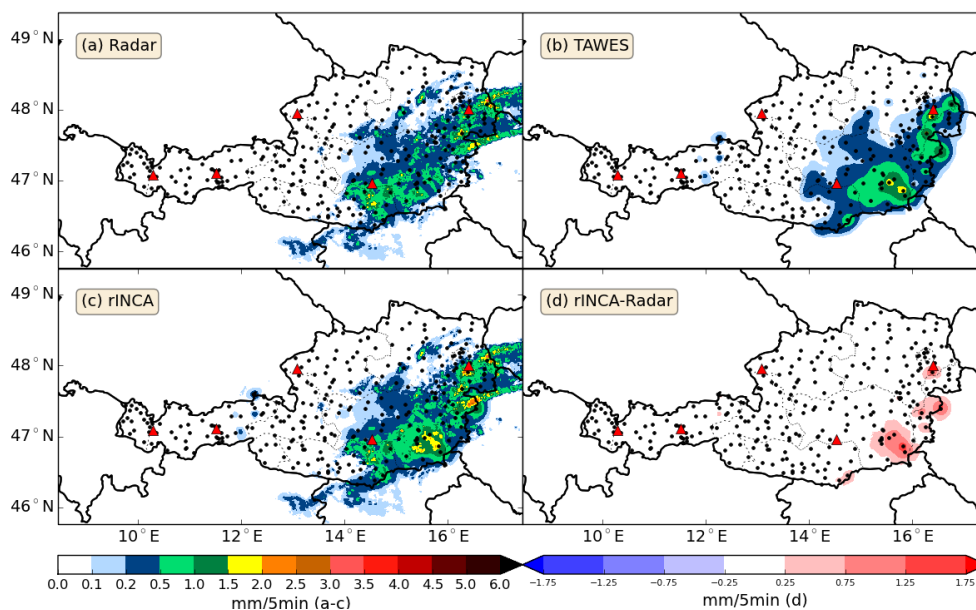 (a) Radar
(b) TAWES
49°N
48°N
47°N
46°N
(c) rINCA
(d) rINCA-Radar
49°N
48°N
47°N
46°N
10°E 12°E 14°E 16°E 10°E 12°E 14°E 16°E
0.0 0.1 0.2 0.5 1.0 1.5 2.0 2.5 3.0 3.5 4.0 4.5 5.0 6.0
−1.75 −1.25 −0.75 −0.25 0.25 0.75 1.25 1.75
mm/5min (a-c)
mm/5min (d)